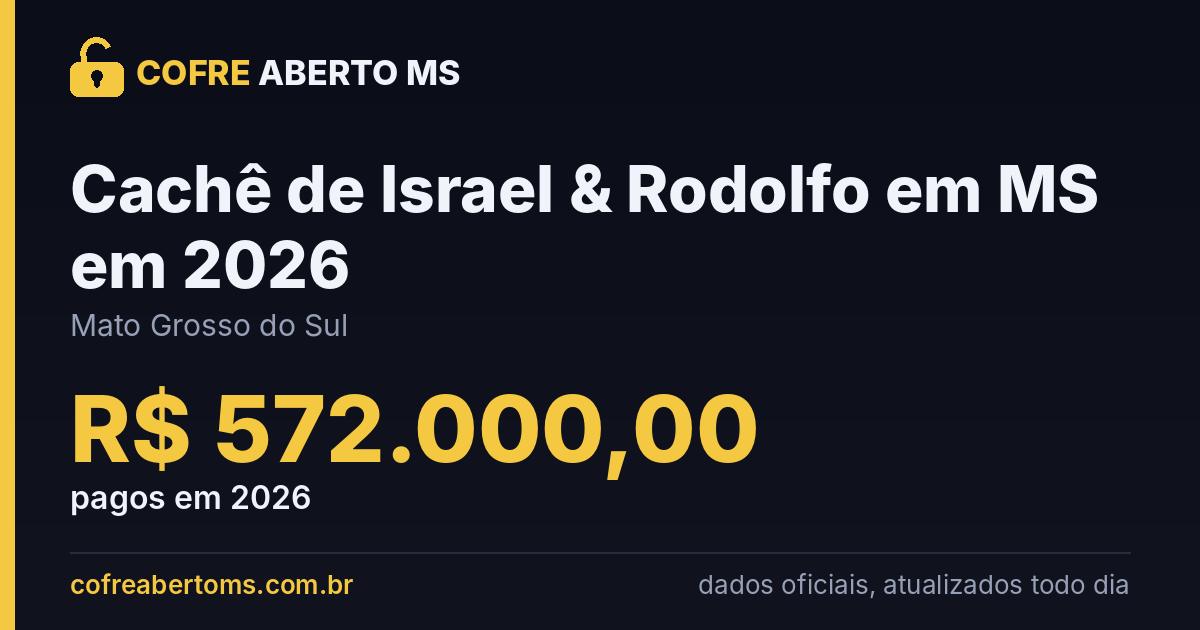 COFRE ABERTO MS
Cachê de Israel & Rodolfo em MS
em 2026
Mato Grosso do Sul
R$ 572.000,00
pagos em 2026
cofreabertoms.com.br
dados oficiais, atualizados todo dia